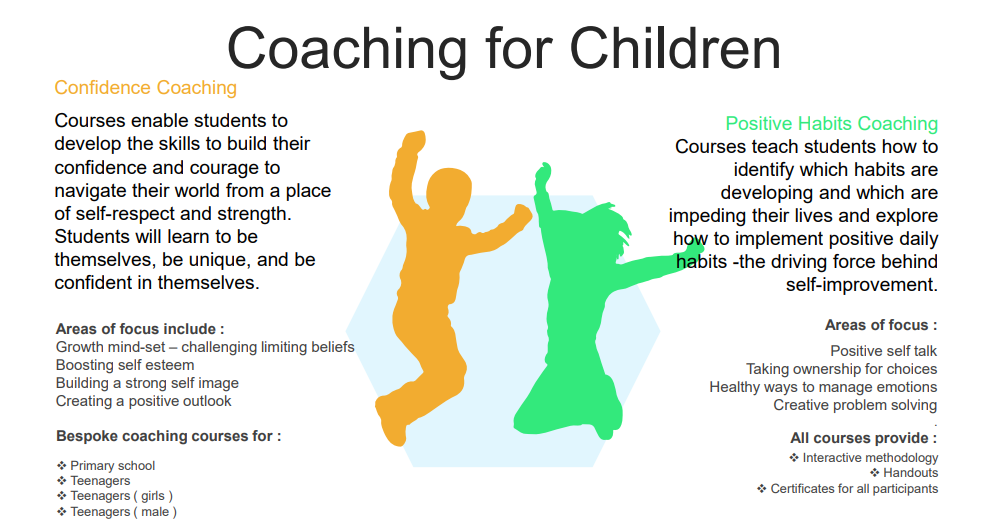 Coaching for Children
Confidence Coaching
Courses enable students to
develop the skills to build their
confidence and courage to
navigate their world from a place
of self-respect and strength.
Students will learn to be
themselves, be unique, and be
confident in themselves.
Areas of focus include :
Growth mind-set – challenging limiting beliefs
Boosting self esteem
Building a strong self image
Creating a positive outlook
Bespoke coaching courses for :
❖ Primary school
❖ Teenagers
❖ Teenagers ( girls )
❖ Teenagers ( male )
Positive Habits Coaching
Courses teach students how to
identify which habits are
developing and which are
impeding their lives and explore
how to implement positive daily
habits -the driving force behind
self-improvement.
Areas of focus :
Positive self talk
Taking ownership for choices
Healthy ways to manage emotions
Creative problem solving
.
All courses provide :
❖ Interactive methodology
❖ Handouts
❖ Certificates for all participants